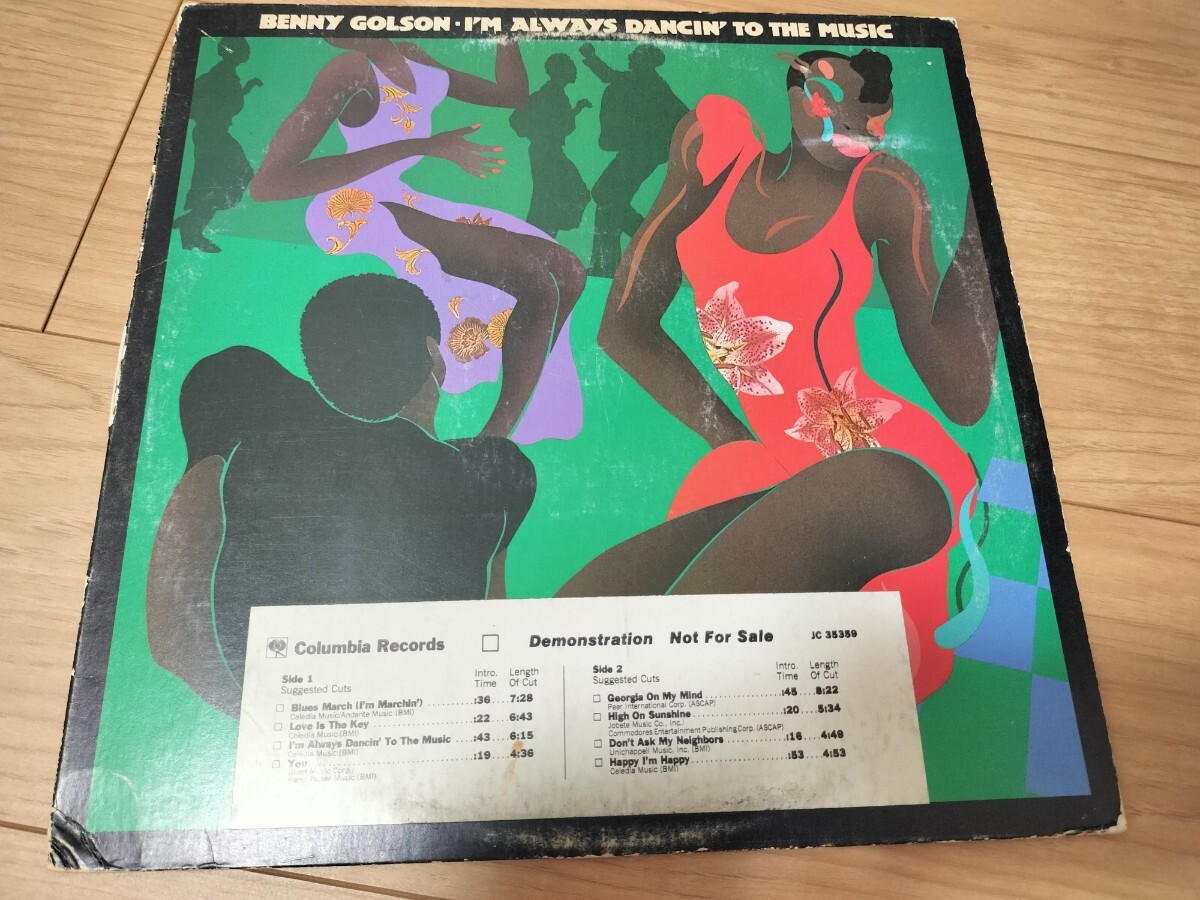 BENNY GOLSON · I'M ALWAYS DANCIN' TO THE MUSIC
Columbia Records Demonstration Not For Sale JC 35359
Side 1 Intro. Length
Suggested Cuts Time Of Cut
Blues March (I'm Marchin') :36 7:28
Celedia Music/Andante Music (BMI)
Love Is The Key :22 6:43
Celedia Music (BMI)
I'm Always Dancin' To The Music :43 6:15
Celedia Music (BMI)
You :19 4:36
Music (BMI)
Side 2 Intro. Length
Suggested Cuts Time Of Cut
Georgia On My Mind :45 8:22
Peer International Corp. (ASCAP)
High On Sunshine :20 5:34
Jobete Music Co., Inc./
Commodores Entertainment Publishing Corp. (ASCAP)
Don't Ask My Neighbors :16 4:49
Unichappell Music, Inc. (BMI)
Happy I'm Happy :53 4:53
Celedia Music (BMI)